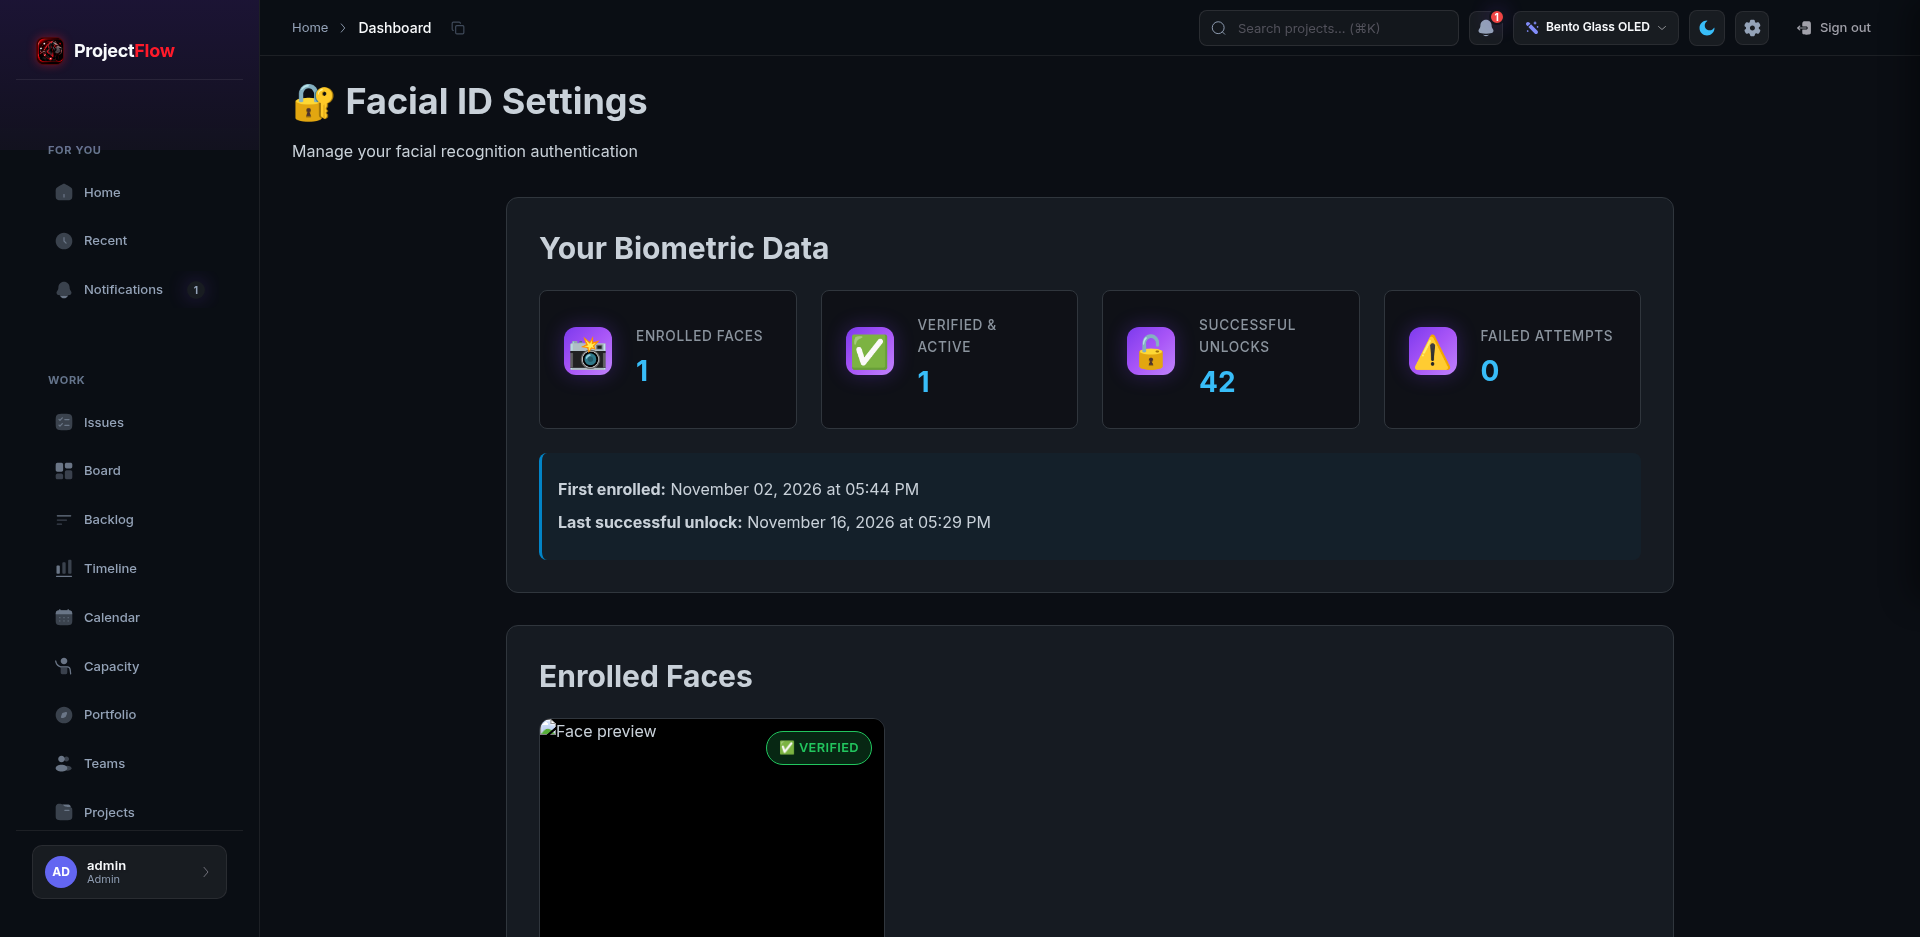 ProjectFlow
Home
Dashboard
Search projects... (⌘K)
1
Bento Glass OLED
Sign out
FOR YOU
Home
Recent
Notifications 1
WORK
Issues
Board
Backlog
Timeline
Calendar
Capacity
Portfolio
Teams
Projects
AD
admin
Admin
🔐 Facial ID Settings
Manage your facial recognition authentication
Your Biometric Data
ENROLLED FACES
1
VERIFIED &
ACTIVE
1
SUCCESSFUL
UNLOCKS
42
FAILED ATTEMPTS
0
First enrolled: November 02, 2026 at 05:44 PM
Last successful unlock: November 16, 2026 at 05:29 PM
Enrolled Faces
Face preview
✅ VERIFIED